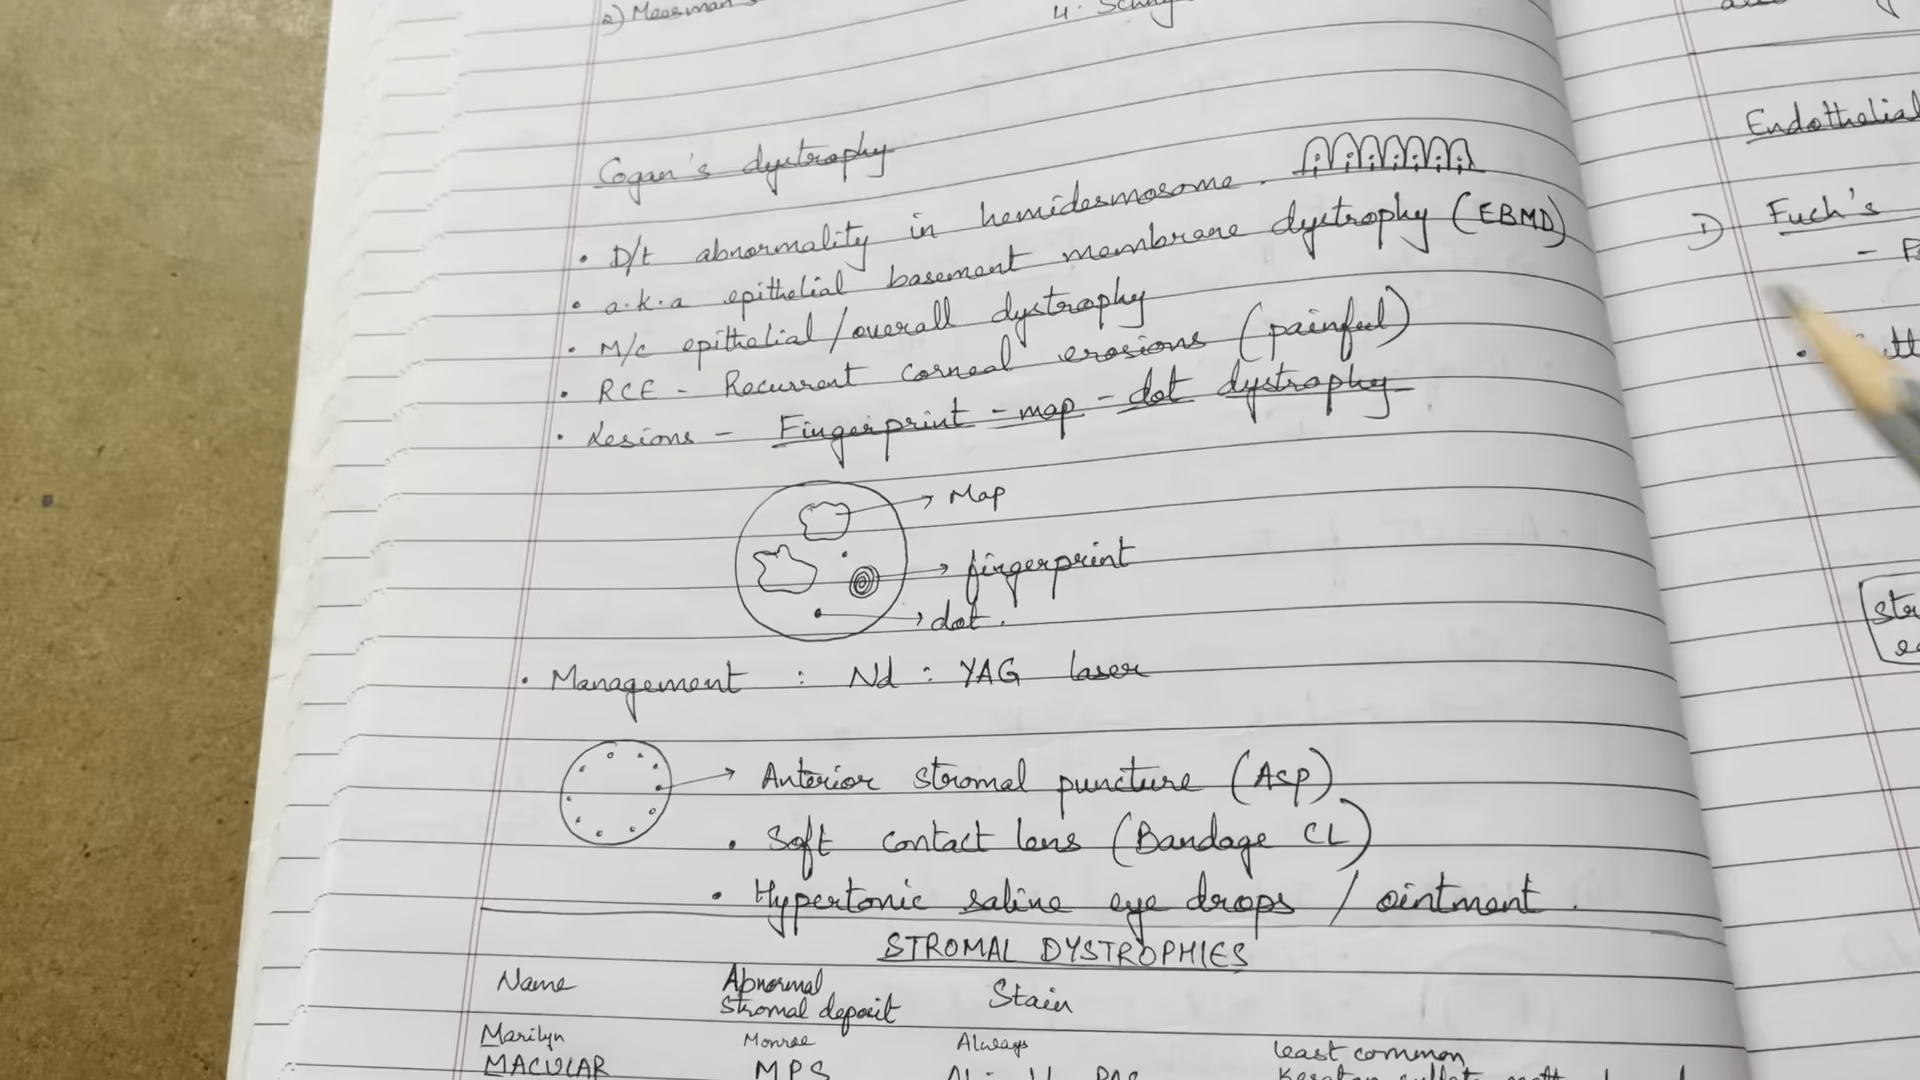 Cogan's dystrophy
• D/t abnormality in hemidesmosome.
• a.k.a epithelial basement membrane dystrophy (EBMD)
• M/c epithelial/overall dystrophy
• RCE - Recurrent corneal erosions (painful)
• Lesions - Fingerprint - map - dot dystrophy
→ Map
→ fingerprint
→ dot.
• Management : Nd : YAG laser
→ Anterior stromal puncture (ASP)
• Soft contact lens (Bandage CL)
• Hypertonic saline eye drops / ointment.
STROMAL DYSTROPHIES
Name Abnormal Stain
Stromal deposit
Marilyn Monroe Always least common
MACULAR MPS
Endothelial
1) Fuch's